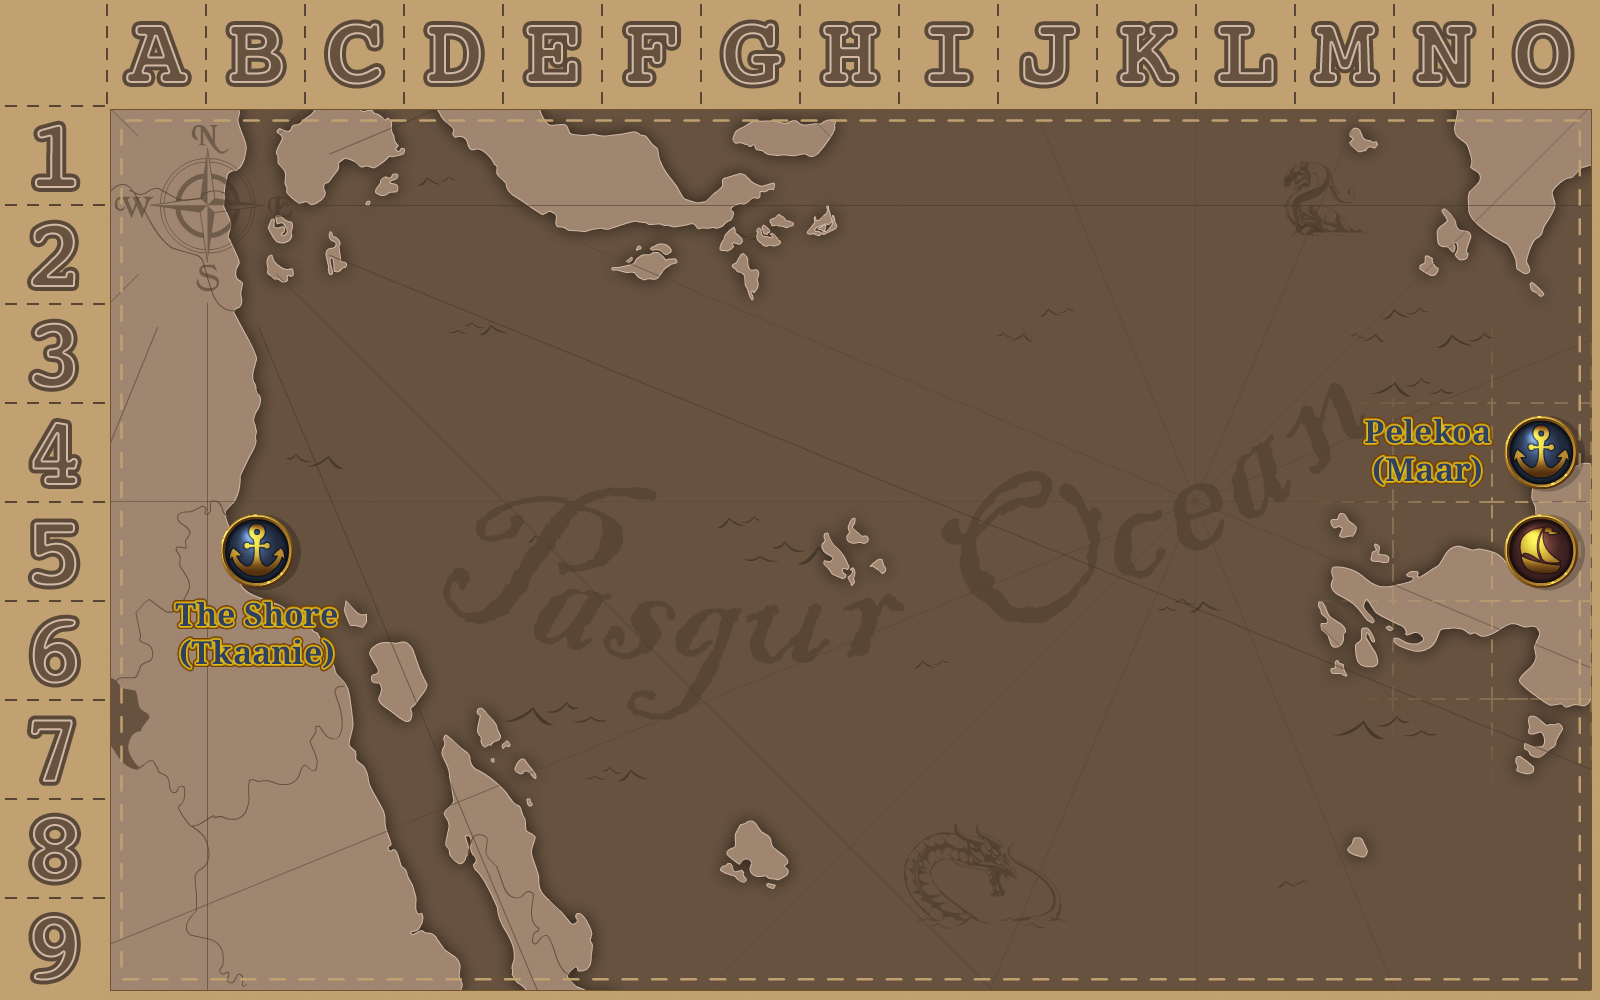 A B C D E F G H I J K L M N O
1
N
W E
S
2
3
4
Pelekoa
(Maar)
Pasgur Ocean
5
The Shore
(Tkaanie)
6
7
8
9